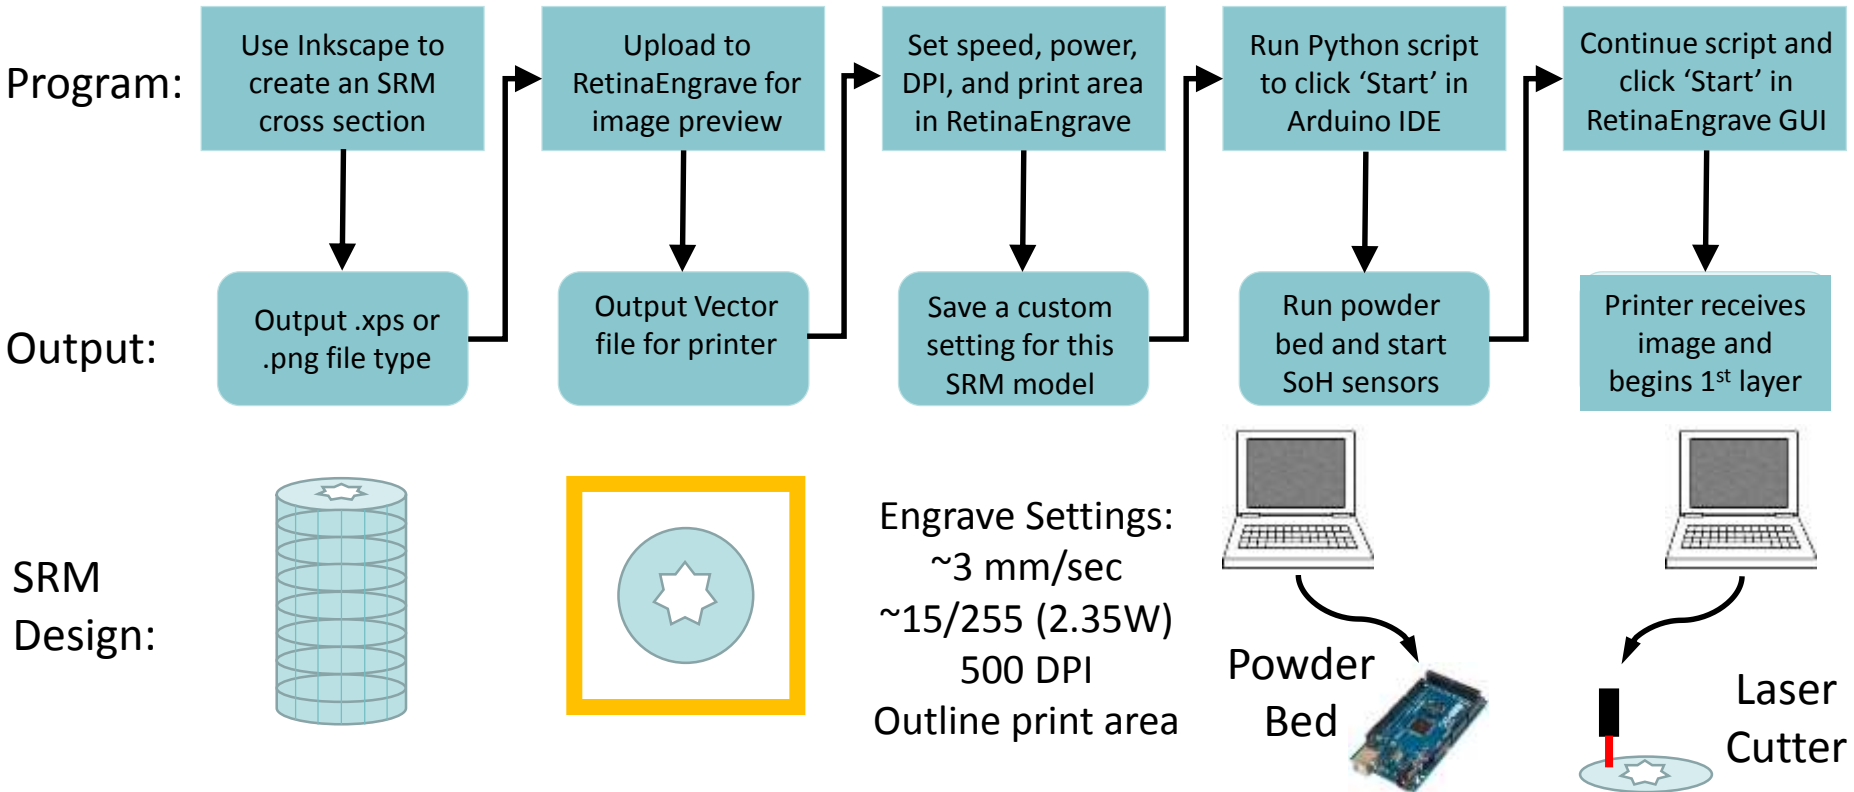 Program:
Use Inkscape to
create an SRM
cross section
Upload to
RetinaEngrave for
image preview
Set speed, power,
DPI, and print area
in RetinaEngrave
Run Python script
to click ‘Start’ in
Arduino IDE
Continue script and
click ‘Start’ in
RetinaEngrave GUI
Output:
Output .xps or
.png file type
Output Vector
file for printer
Save a custom
setting for this
SRM model
Run powder
bed and start
SoH sensors
Printer receives
image and
begins 1st layer
SRM
Design:
Engrave Settings:
~3 mm/sec
~15/255 (2.35W)
500 DPI
Outline print area
Powder
Bed
Laser
Cutter